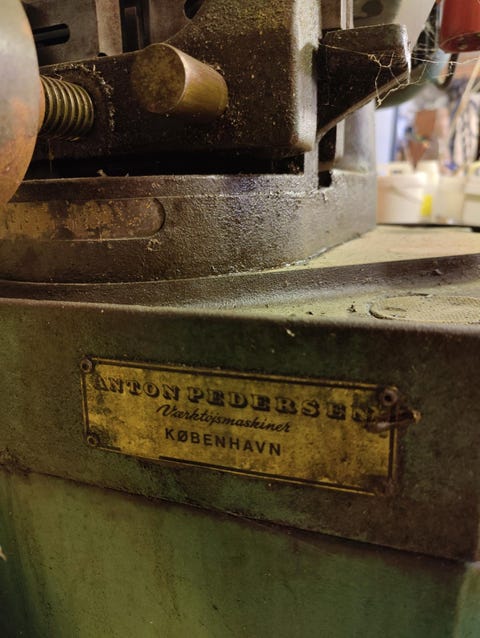 ANTON PEDERSEN
Værktøjsmaskiner
KØBENHAVN